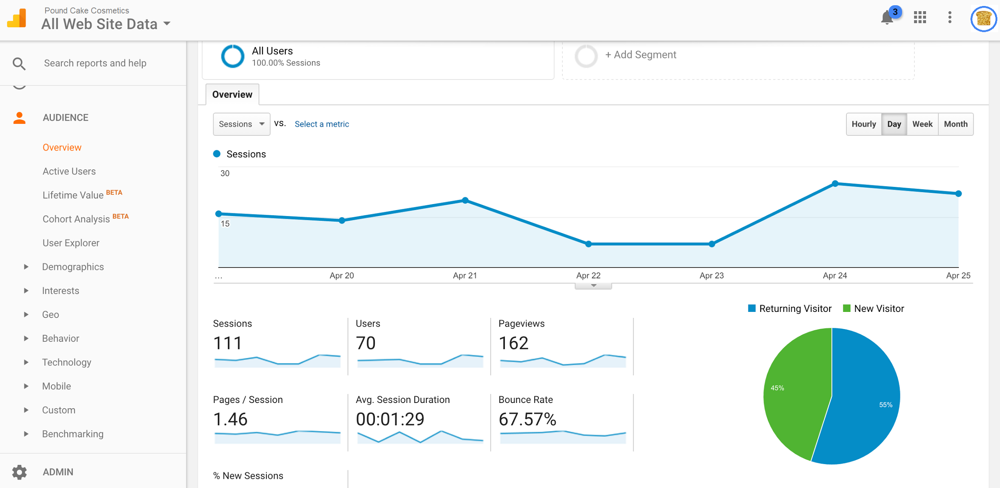 Pound Cake Cosmetics
All Web Site Data
3
Search reports and help
AUDIENCE
Overview
Active Users
Lifetime Value BETA
Cohort Analysis BETA
User Explorer
Demographics
Interests
Geo
Behavior
Technology
Mobile
Custom
Benchmarking
ADMIN
All Users
100.00% Sessions
+ Add Segment
Overview
Sessions VS. Select a metric
Hourly Day Week Month
Sessions
30
15
... Apr 20 Apr 21 Apr 22 Apr 23 Apr 24 Apr 25
Returning Visitor New Visitor
Sessions Users Pageviews
111 70 162
Pages / Session Avg. Session Duration Bounce Rate
1.46 00:01:29 67.57%
% New Sessions
45%
55%